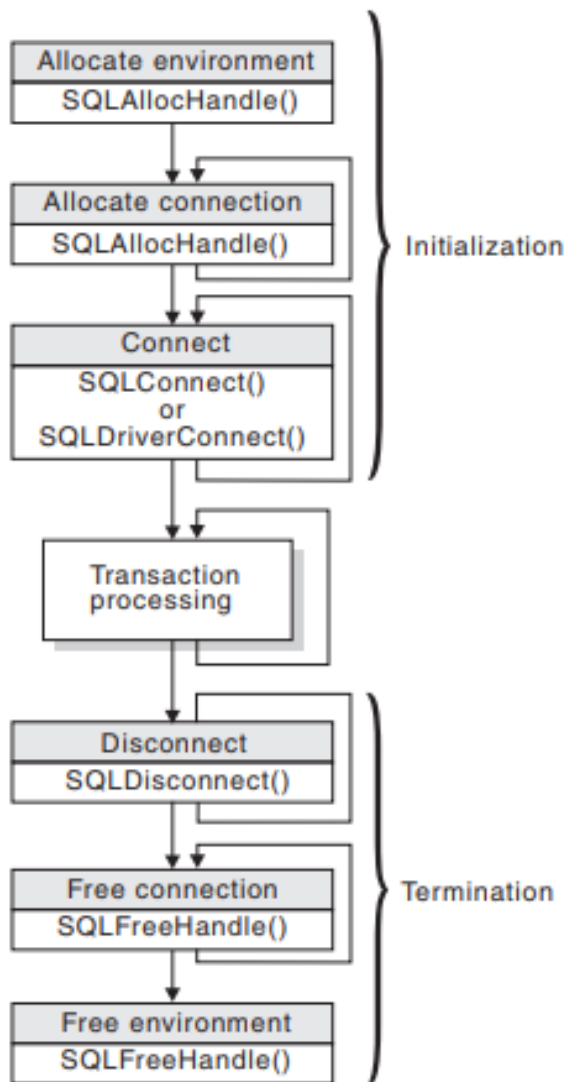 Allocate environment
SQLAllocHandle()
Allocate connection
SQLAllocHandle()
Initialization
Connect
SQLConnect()
or
SQLDriverConnect()
Transaction
processing
Disconnect
SQLDisconnect()
Free connection
SQLFreeHandle()
Termination
Free environment
SQLFreeHandle()